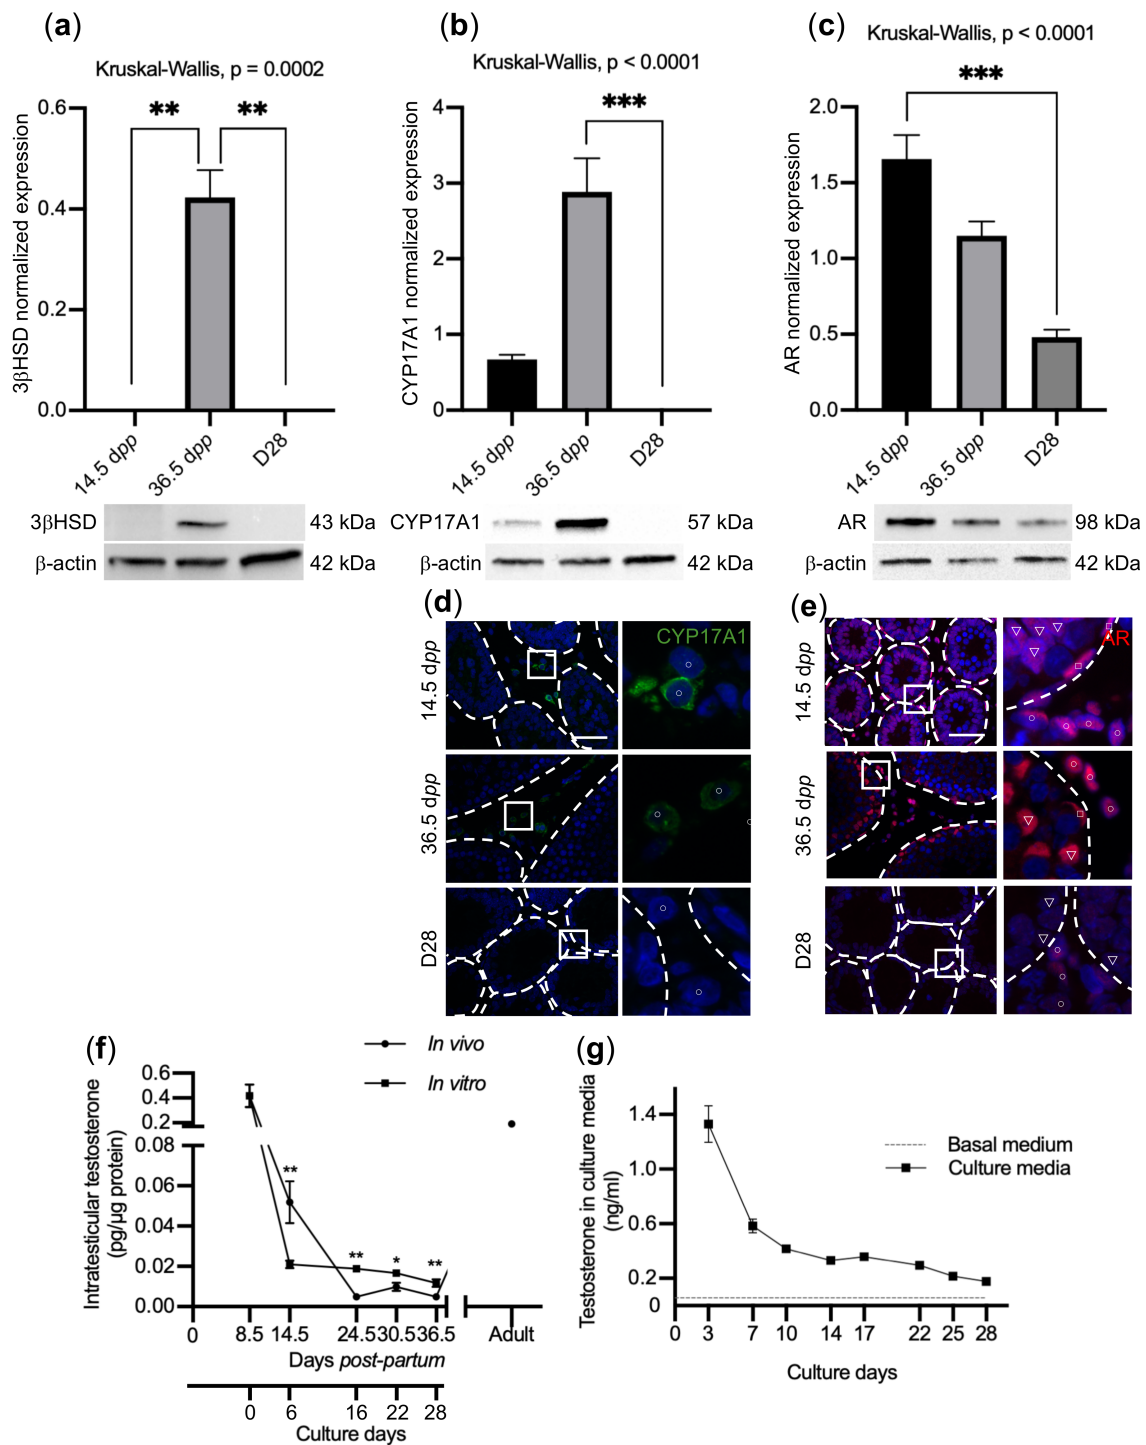 (a)
Kruskal-Wallis, p = 0.0002
** **
3βHSD normalized expression
0.6
0.4
0.2
0.0
14.5 dpp
36.5 dpp
D28
3βHSD
43 kDa
β-actin
42 kDa
(b)
Kruskal-Wallis, p < 0.0001
***
CYP17A1 normalized expression
4
3
2
1
0
14.5 dpp
36.5 dpp
D28
CYP17A1
57 kDa
β-actin
42 kDa
(c)
Kruskal-Wallis, p < 0.0001
***
AR normalized expression
2.0
1.5
1.0
0.5
0.0
14.5 dpp
36.5 dpp
D28
AR
98 kDa
β-actin
42 kDa
(d)
CYP17A1
14.5 dpp
36.5 dpp
D28
(e)
AR
14.5 dpp
36.5 dpp
D28
(f)
In vivo
In vitro
Intratesticular testosterone
(pg/µg protein)
0.6
0.4
0.2
0.08
0.06
0.04
0.02
0.00
**
**
*
**
0 8.5 14.5 24.5 30.5 36.5 Adult
Days post-partum
0 6 16 22 28
Culture days
(g)
Testosterone in culture media
(ng/ml)
1.4
1.0
0.6
0.2
0
Basal medium
Culture media
0 3 7 10 14 17 22 25 28
Culture days